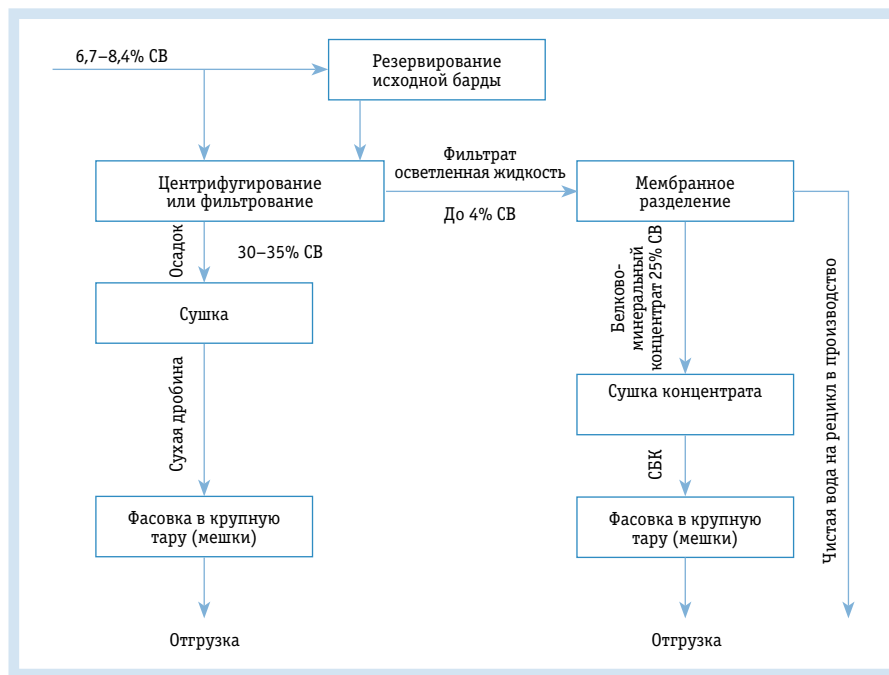 6,7–8,4% СВ
Резервирование
исходной барды
Центрифугирование
или фильтрование
Фильтрат
осветленная жидкость
До 4% СВ
Мембранное
разделение
Осадок
30–35% СВ
Белково-
минеральный
концентрат 25% СВ
Чистая вода на рецикл в производство
Сушка
Сухая дробина
Сушка концентрата
СБК
Фасовка в крупную
тару (мешки)
Фасовка в крупную
тару (мешки)
Отгрузка
Отгрузка